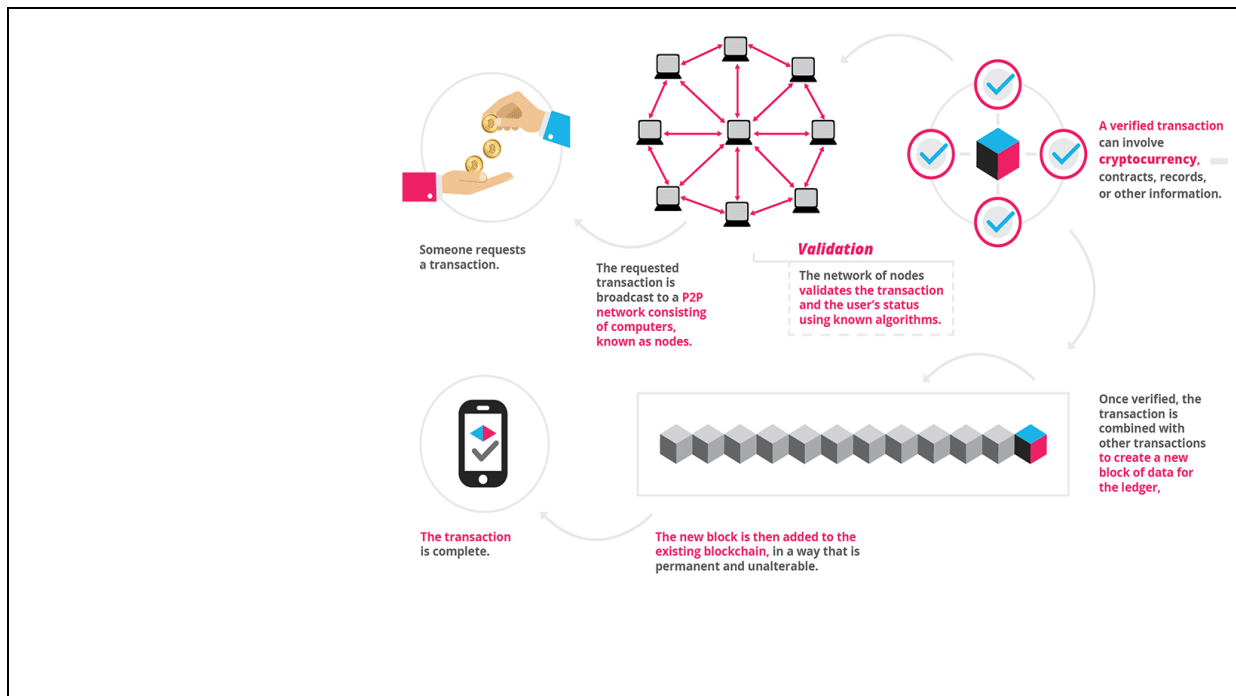 Someone requests
a transaction.
The requested
transaction is
broadcast to a P2P
network consisting
of computers,
known as nodes.
Validation
The network of nodes
validates the transaction
and the user's status
using known algorithms.
A verified transaction
can involve
cryptocurrency,
contracts, records,
or other information.
Once verified, the
transaction is
combined with
other transactions
to create a new
block of data for
the ledger,
The new block is then added to the
existing blockchain, in a way that is
permanent and unalterable.
The transaction
is complete.